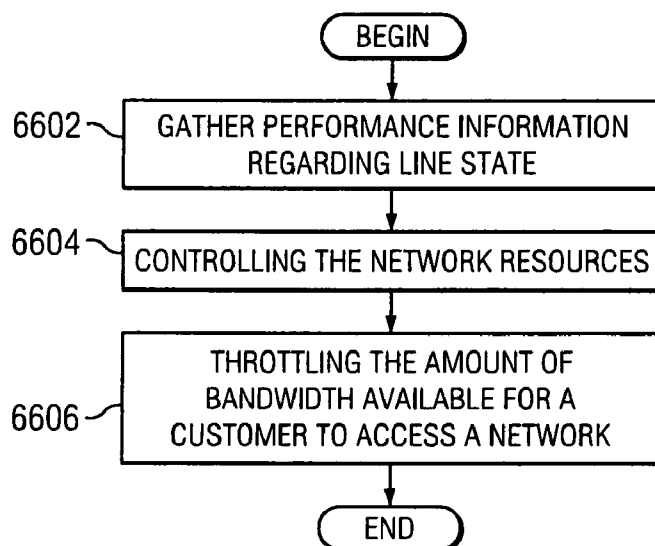 BEGIN
6602
GATHER PERFORMANCE INFORMATION
REGARDING LINE STATE
6604
CONTROLLING THE NETWORK RESOURCES
6606
THROTTLING THE AMOUNT OF
BANDWIDTH AVAILABLE FOR A
CUSTOMER TO ACCESS A NETWORK
END